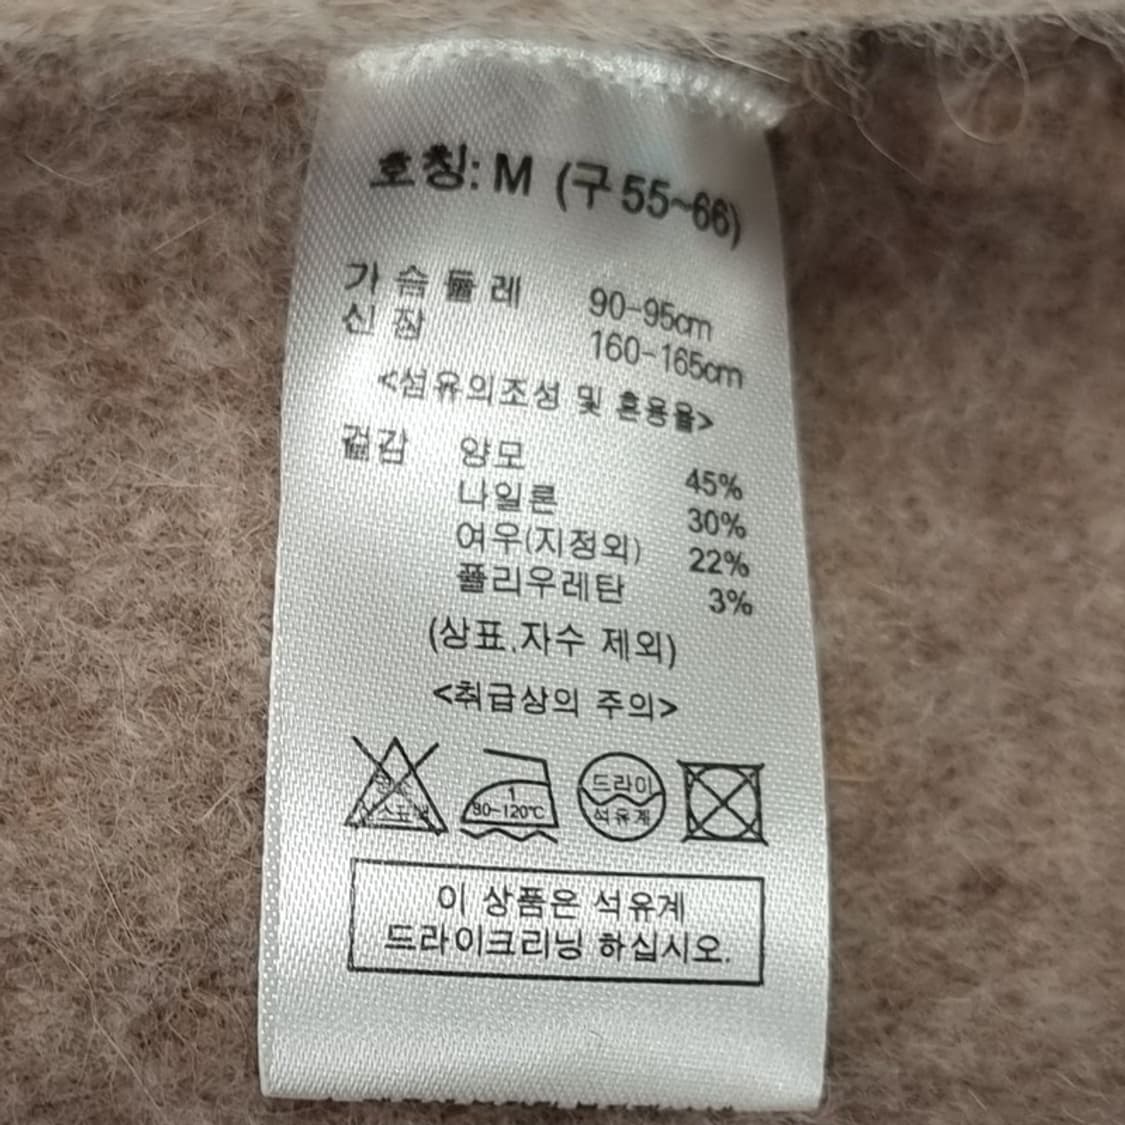 호칭: M (구 55~66)
가 슴 둘 레 90-95cm
신 장 160-165cm
<섬유의조성 및 혼용율>
겉감 양모 45%
나일론 30%
여우(지정외) 22%
폴리우레탄 3%
(상표,자수 제외)
<취급상의 주의>
1
80~120℃
드라이
석유계
이 상품은 석유계
드라이크리닝 하십시오.